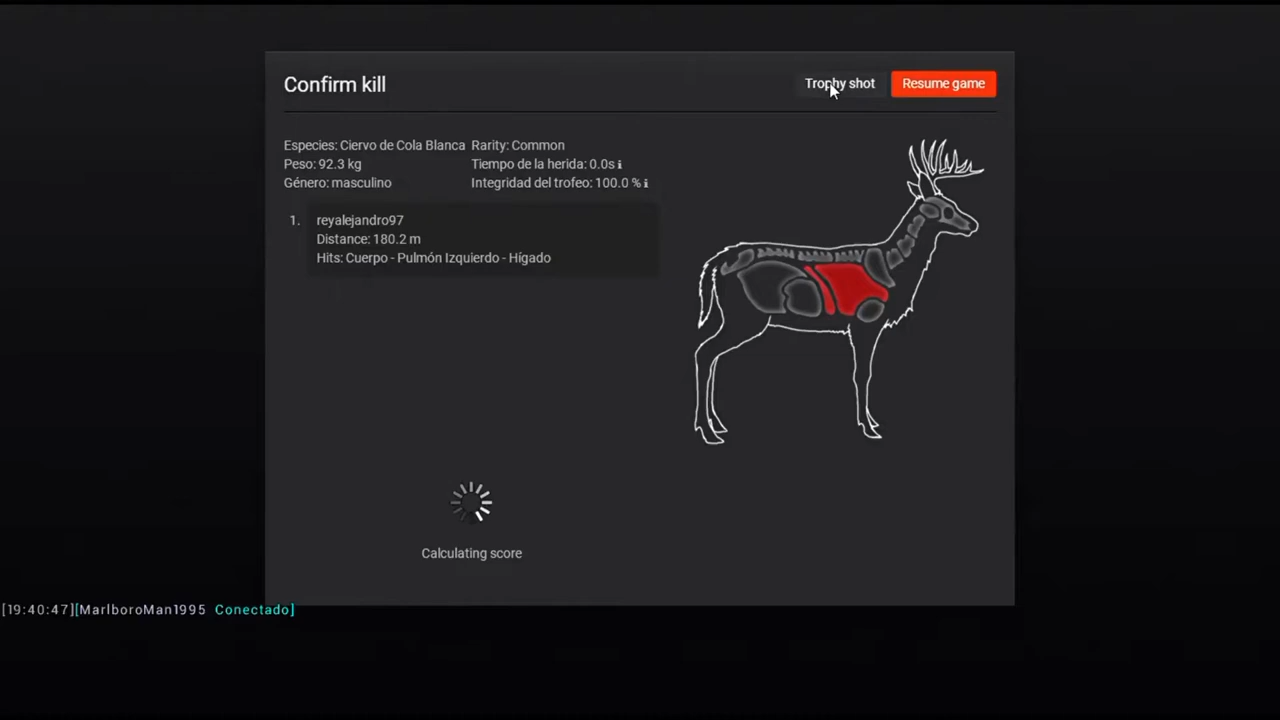 Confirm kill
Trophy shot
Resume game
Especies: Ciervo de Cola Blanca
Rarity: Common
Peso: 92.3 kg
Tiempo de la herida: 0.0s i
Género: masculino
Integridad del trofeo: 100.0 % i
1. reyalejandro97
Distance: 180.2 m
Hits: Cuerpo - Pulmón Izquierdo - Hígado
Calculating score
[19:40:47][MarlboroMan1995 Conectado]